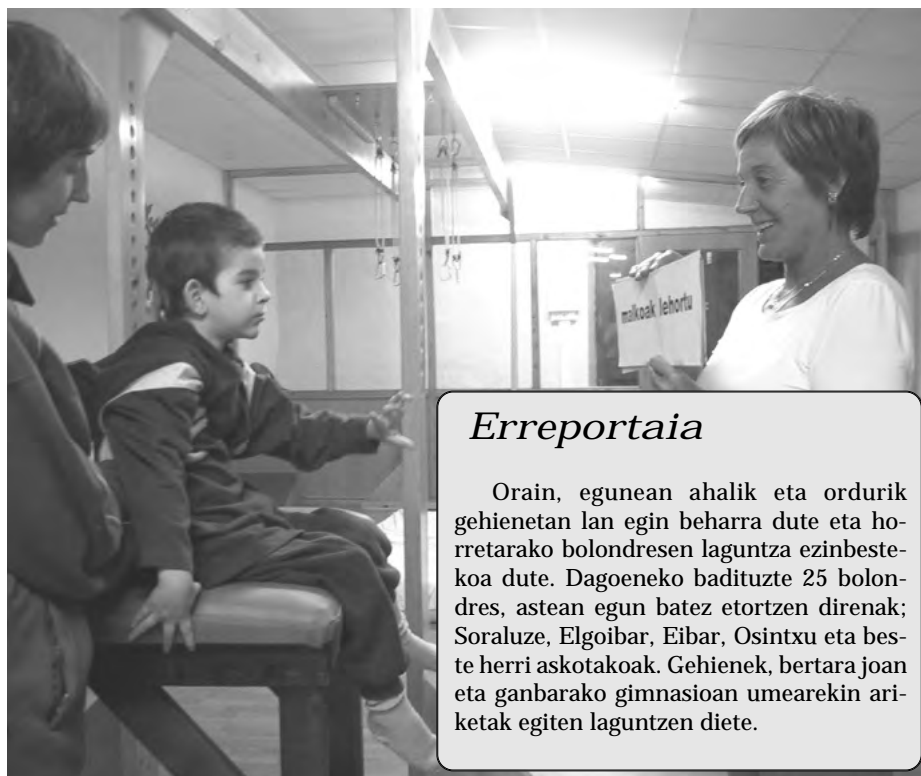 malkoak lehortu
Erreportaia
Orain, egunean ahalik eta ordurik
gehienetan lan egin beharra dute eta ho-
rretarako bolondresen laguntza ezinbeste-
koa dute. Dagoeneko badituzte 25 bolon-
dres, astean egun batez etortzen direnak;
Soraluze, Elgoibar, Eibar, Osintxu eta bes-
te herri askotakoak. Gehienek, bertara joan
eta ganbarako gimnasioan umearekin ari-
ketak egiten laguntzen diete.